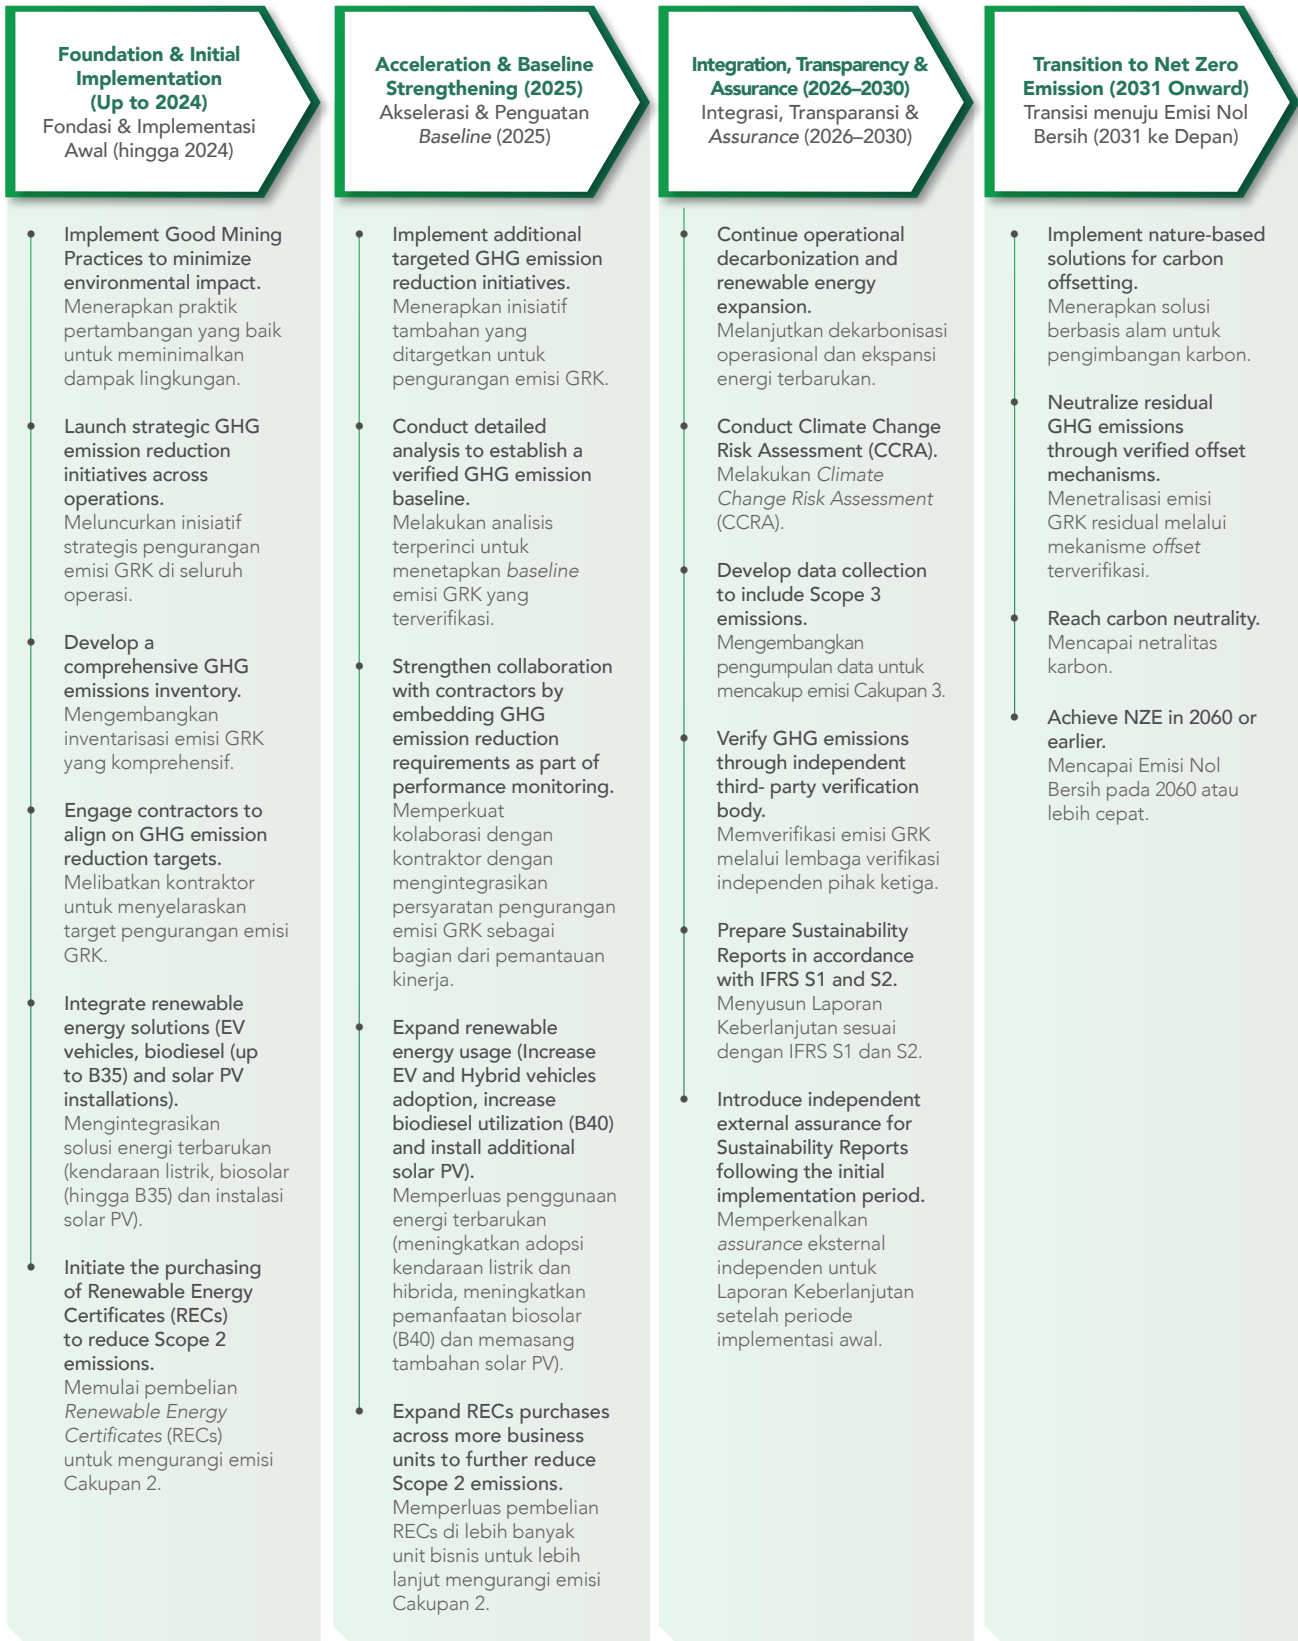 Foundation & Initial
Implementation
(Up to 2024)
Fondasi & Implementasi
Awal (hingga 2024)
Implement Good Mining
Practices to minimize
environmental impact.
Menerapkan praktik
pertambangan yang baik
untuk meminimalkan
dampak lingkungan.
Launch strategic GHG
emission reduction
initiatives across
operations.
Meluncurkan inisiatif
strategis pengurangan
emisi GRK di seluruh
operasi.
Develop a
comprehensive GHG
emissions inventory.
Mengembangkan
inventarisasi emisi GRK
yang komprehensif.
Engage contractors to
align on GHG emission
reduction targets.
Melibatkan kontraktor
untuk menyelaraskan
target pengurangan emisi
GRK.
Integrate renewable
energy solutions (EV
vehicles, biodiesel (up
to B35) and solar PV
installations).
Mengintegrasikan
solusi energi terbarukan
(kendaraan listrik, biosolar
(hingga B35) dan instalasi
solar PV).
Initiate the purchasing
of Renewable Energy
Certificates (RECs)
to reduce Scope 2
emissions.
Memulai pembelian
Renewable Energy
Certificates (RECs)
untuk mengurangi emisi
Cakupan 2.
Acceleration & Baseline
Strengthening (2025)
Akselerasi & Penguatan
Baseline (2025)
Implement additional
targeted GHG emission
reduction initiatives.
Menerapkan inisiatif
tambahan yang
ditargetkan untuk
pengurangan emisi GRK.
Conduct detailed
analysis to establish a
verified GHG emission
baseline.
Melakukan analisis
terperinci untuk
menetapkan baseline
emisi GRK yang
terverifikasi.
Strengthen collaboration
with contractors by
embedding GHG
emission reduction
requirements as part of
performance monitoring.
Memperkuat
kolaborasi dengan
kontraktor dengan
mengintegrasikan
persyaratan pengurangan
emisi GRK sebagai
bagian dari pemantauan
kinerja.
Expand renewable
energy usage (Increase
EV and Hybrid vehicles
adoption, increase
biodiesel utilization (B40)
and install additional
solar PV).
Memperluas penggunaan
energi terbarukan
(meningkatkan adopsi
kendaraan listrik dan
hibrida, meningkatkan
pemanfaatan biosolar
(B40) dan memasang
tambahan solar PV).
Expand RECs purchases
across more business
units to further reduce
Scope 2 emissions.
Memperluas pembelian
RECs di lebih banyak
unit bisnis untuk lebih
lanjut mengurangi emisi
Cakupan 2.
Integration, Transparency &
Assurance (2026–2030)
Integrasi, Transparansi &
Assurance (2026–2030)
Continue operational
decarbonization and
renewable energy
expansion.
Melanjutkan dekarbonisasi
operasional dan ekspansi
energi terbarukan.
Conduct Climate Change
Risk Assessment (CCRA).
Melakukan Climate
Change Risk Assessment
(CCRA).
Develop data collection
to include Scope 3
emissions.
Mengembangkan
pengumpulan data untuk
mencakup emisi Cakupan 3.
Verify GHG emissions
through independent
third- party verification
body.
Memverifikasi emisi GRK
melalui lembaga verifikasi
independen pihak ketiga.
Prepare Sustainability
Reports in accordance
with IFRS S1 and S2.
Menyusun Laporan
Keberlanjutan sesuai
dengan IFRS S1 dan S2.
Introduce independent
external assurance for
Sustainability Reports
following the initial
implementation period.
Memperkenalkan
assurance eksternal
independen untuk
Laporan Keberlanjutan
setelah periode
implementasi awal.
Transition to Net Zero
Emission (2031 Onward)
Transisi menuju Emisi Nol
Bersih (2031 ke Depan)
Implement nature-based
solutions for carbon
offsetting.
Menerapkan solusi
berbasis alam untuk
pengimbangan karbon.
Neutralize residual
GHG emissions
through verified offset
mechanisms.
Menetralisasi emisi
GRK residual melalui
mekanisme offset
terverifikasi.
Reach carbon neutrality.
Mencapai netralitas
karbon.
Achieve NZE in 2060 or
earlier.
Mencapai Emisi Nol
Bersih pada 2060 atau
lebih cepat.